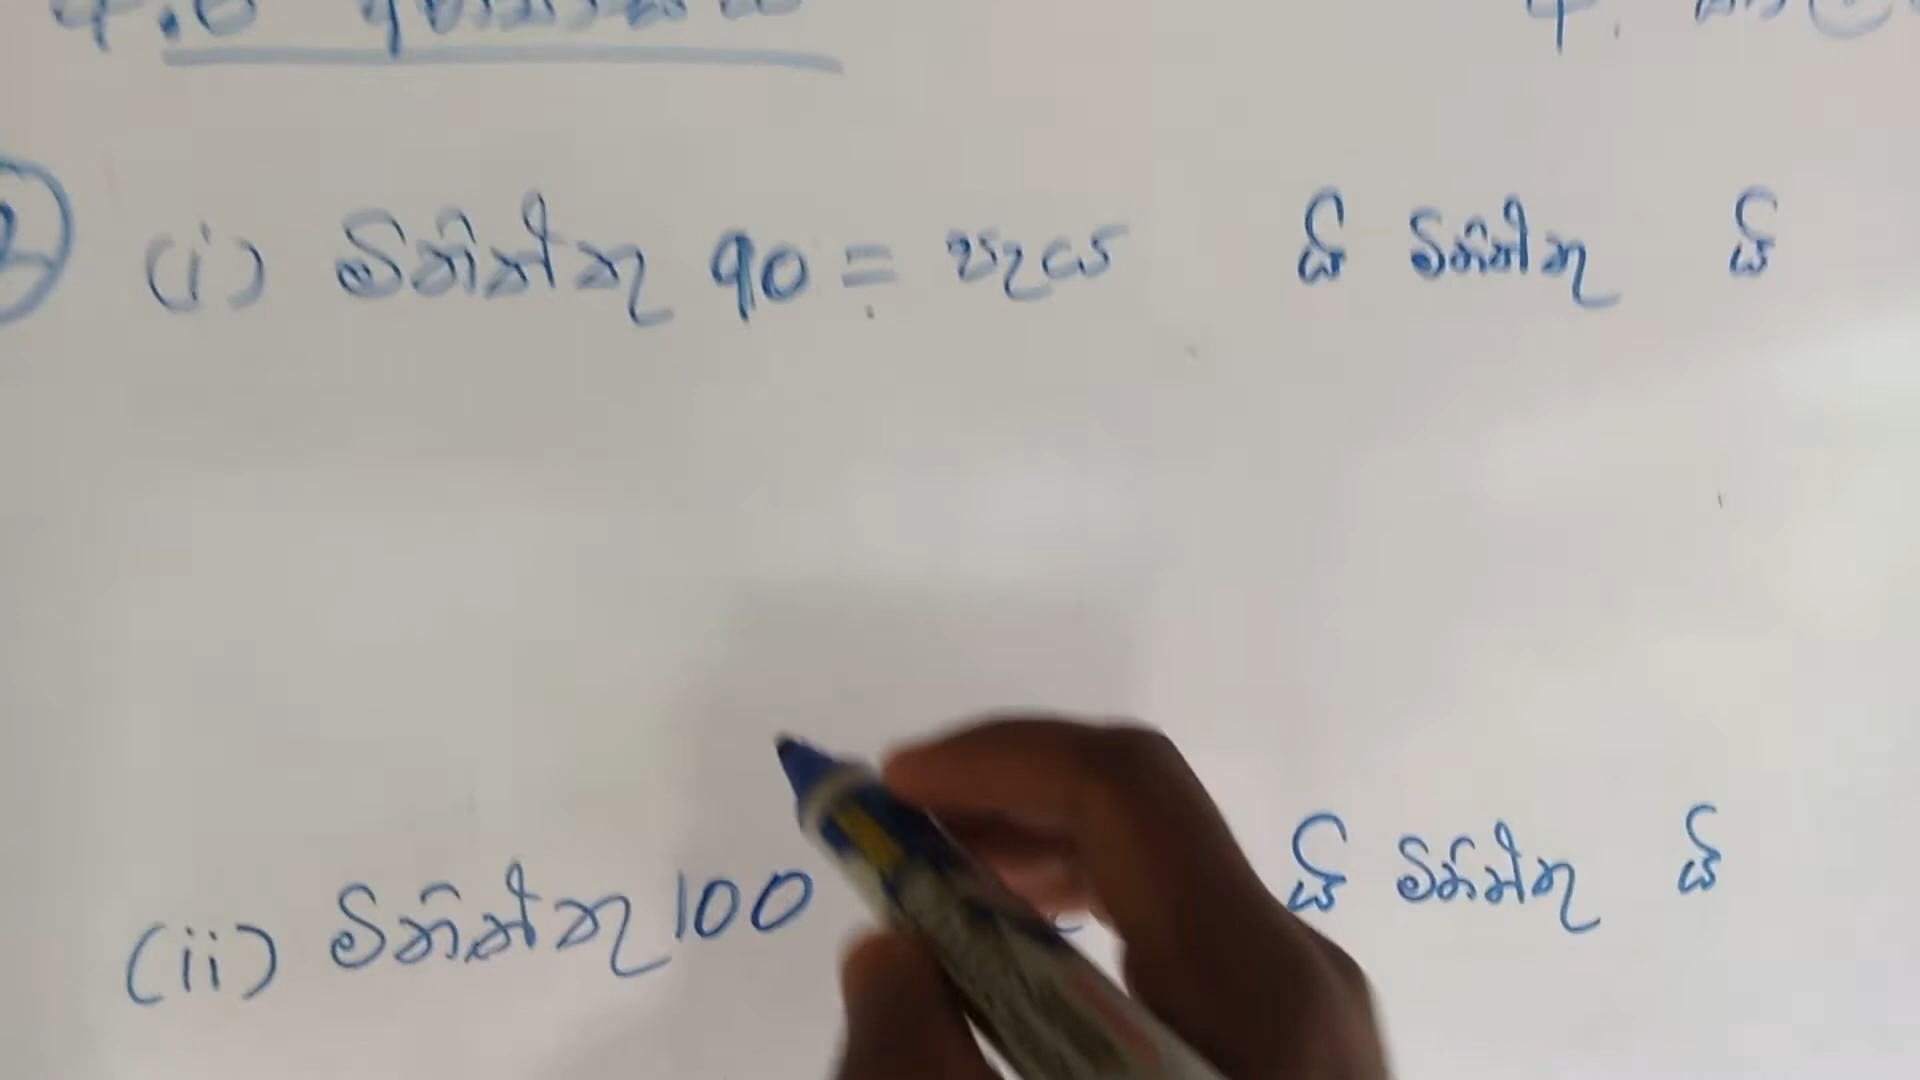 (i) මිනිත්තු 90 = පැය යි මිනිත්තු යි
(ii) මිනිත්තු 100 යි මිනිත්තු යි